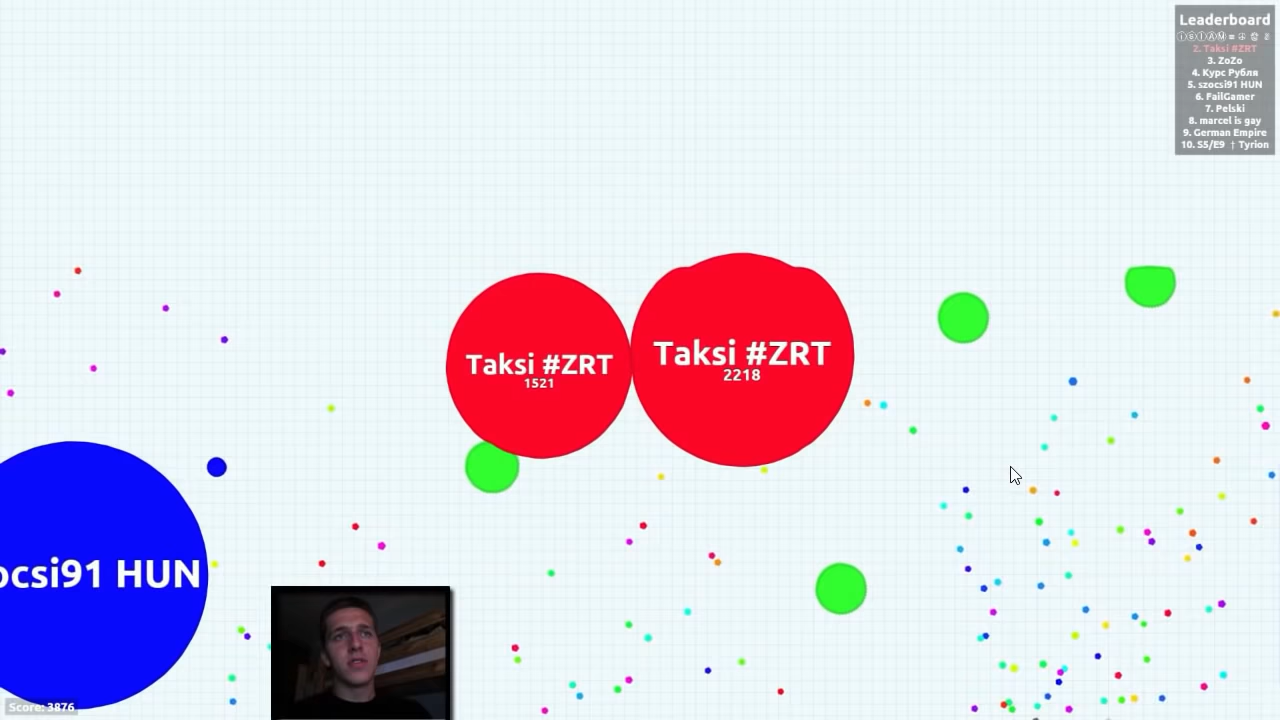 Leaderboard
2. Taksi #ZRT
3. ZoZo
4. Курс Рубля
5. szocsi91 HUN
6. FailGamer
7. Pelski
8. marcel is gay
9. German Empire
10. S5/E9 † Tyrion
Taksi #ZRT
1521
Taksi #ZRT
2218
ocsi91 HUN
Score: 3876